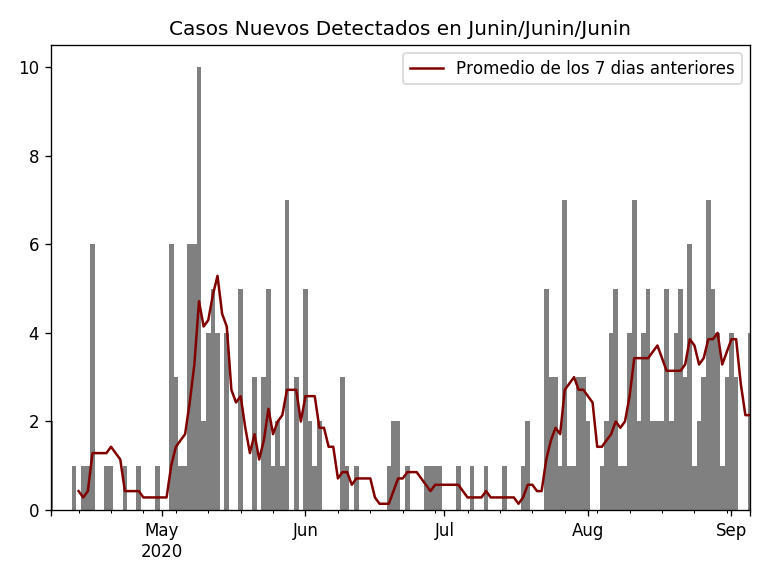 Casos Nuevos Detectados en Junin/Junin/Junin
Promedio de los 7 dias anteriores
10
8
6
4
2
0
May
2020
Jun
Jul
Aug
Sep